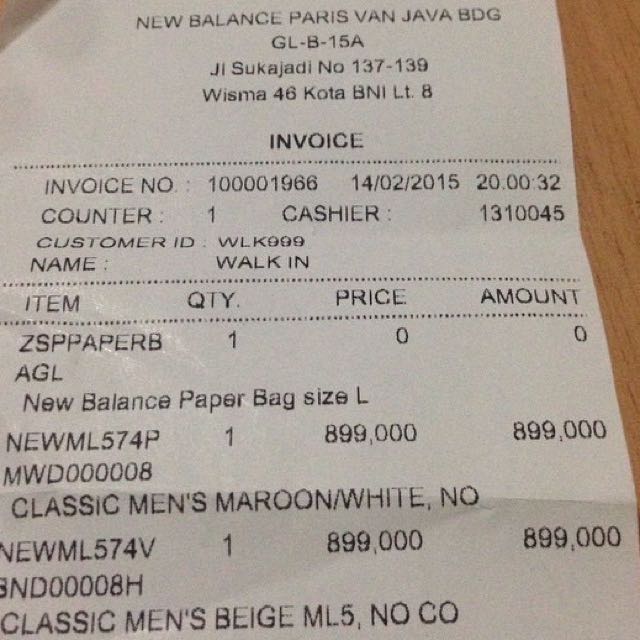 NEW BALANCE PARIS VAN JAVA BDG
GL-B-15A
Jl Sukajadi No 137-139
Wisma 46 Kota BNI Lt. 8
INVOICE
INVOICE NO. : 100001966 14/02/2015 20.00:32
COUNTER : 1 CASHIER : 1310045
CUSTOMER ID : WLK999
NAME : WALK IN
ITEM QTY. PRICE AMOUNT
ZSPPAPERB 1 0 0
AGL
New Balance Paper Bag size L
NEWML574P 1 899,000 899,000
MWD000008
CLASSIC MEN'S MAROON/WHITE, NO
NEWML574V 1 899,000 899,000
BND00008H
CLASSIC MEN'S BEIGE ML5, NO CO